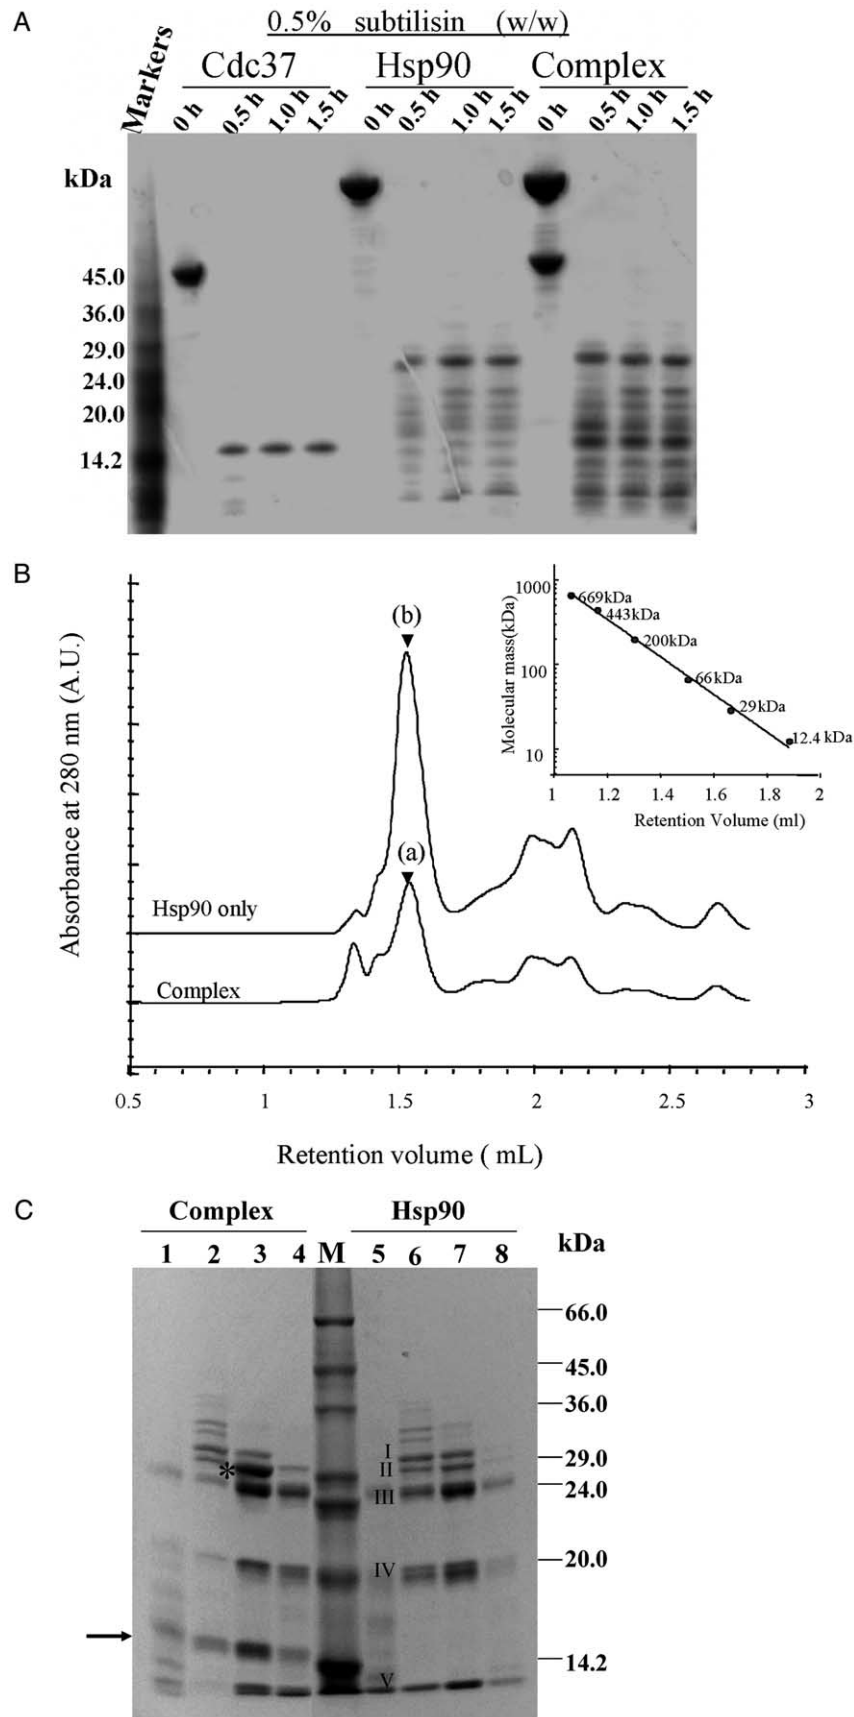 A
0.5% subtilisin (w/w)
Markers
Cdc37 Hsp90 Complex
0 h 0.5 h 1.0 h 1.5 h 0 h 0.5 h 1.0 h 1.5 h 0 h 0.5 h 1.0 h 1.5 h
kDa
45.0
36.0
29.0
24.0
20.0
14.2
B
Absorbance at 280 nm (A.U.)
(b)
(a)
Hsp90 only
Complex
0.5 1 1.5 2 2.5 3
Retention volume ( mL)
Molecular mass(kDa)
1000
100
10
669kDa
443kDa
200kDa
66kDa
29kDa
12.4 kDa
1 1.2 1.4 1.6 1.8 2
Retention Volume (ml)
C
Complex Hsp90
1 2 3 4 M 5 6 7 8 kDa
66.0
45.0
36.0
29.0
24.0
20.0
14.2
I
II
III
IV
V
*